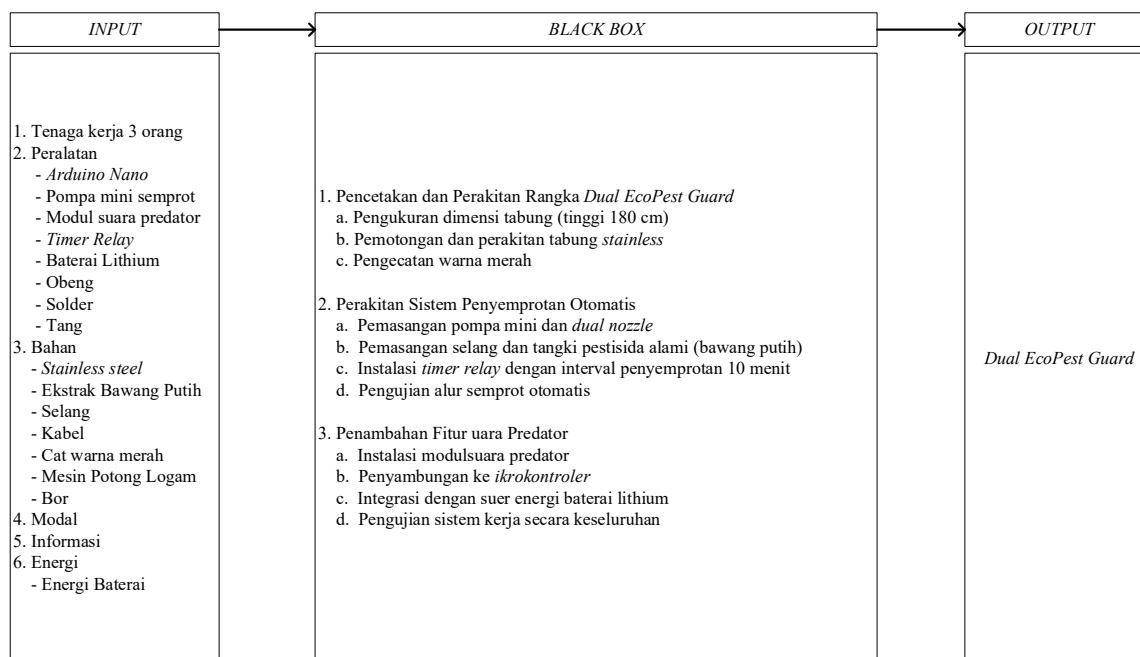 INPUT
BLACK BOX
OUTPUT
1. Tenaga kerja 3 orang
2. Peralatan
- Arduino Nano
- Pompa mini semprot
- Modul suara predator
- Timer Relay
- Baterai Lithium
- Obeng
- Solder
- Tang
3. Bahan
- Stainless steel
- Ekstrak Bawang Putih
- Selang
- Kabel
- Cat warna merah
- Mesin Potong Logam
- Bor
4. Modal
5. Informasi
6. Energi
- Energi Baterai
1. Pencetakan dan Perakitan Rangka Dual EcoPest Guard
a. Pengukuran dimensi tabung (tinggi 180 cm)
b. Pemotongan dan perakitan tabung stainless
c. Pengecatan warna merah
2. Perakitan Sistem Penyemprotan Otomatis
a. Pemasangan pompa mini dan dual nozzle
b. Pemasangan selang dan tangki pestisida alami (bawang putih)
c. Instalasi timer relay dengan interval penyemprotan 10 menit
d. Pengujian alur semprot otomatis
3. Penambahan Fitur uara Predator
a. Instalasi modulsuara predator
b. Penyambungan ke ikrokontroler
c. Integrasi dengan suer energi baterai lithium
d. Pengujian sistem kerja secara keseluruhan
Dual EcoPest Guard